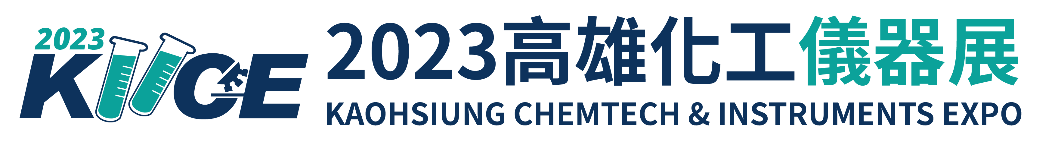 2023
KIICE
2023高雄化工儀器展
KAOHSIUNG CHEMTECH & INSTRUMENTS EXPO